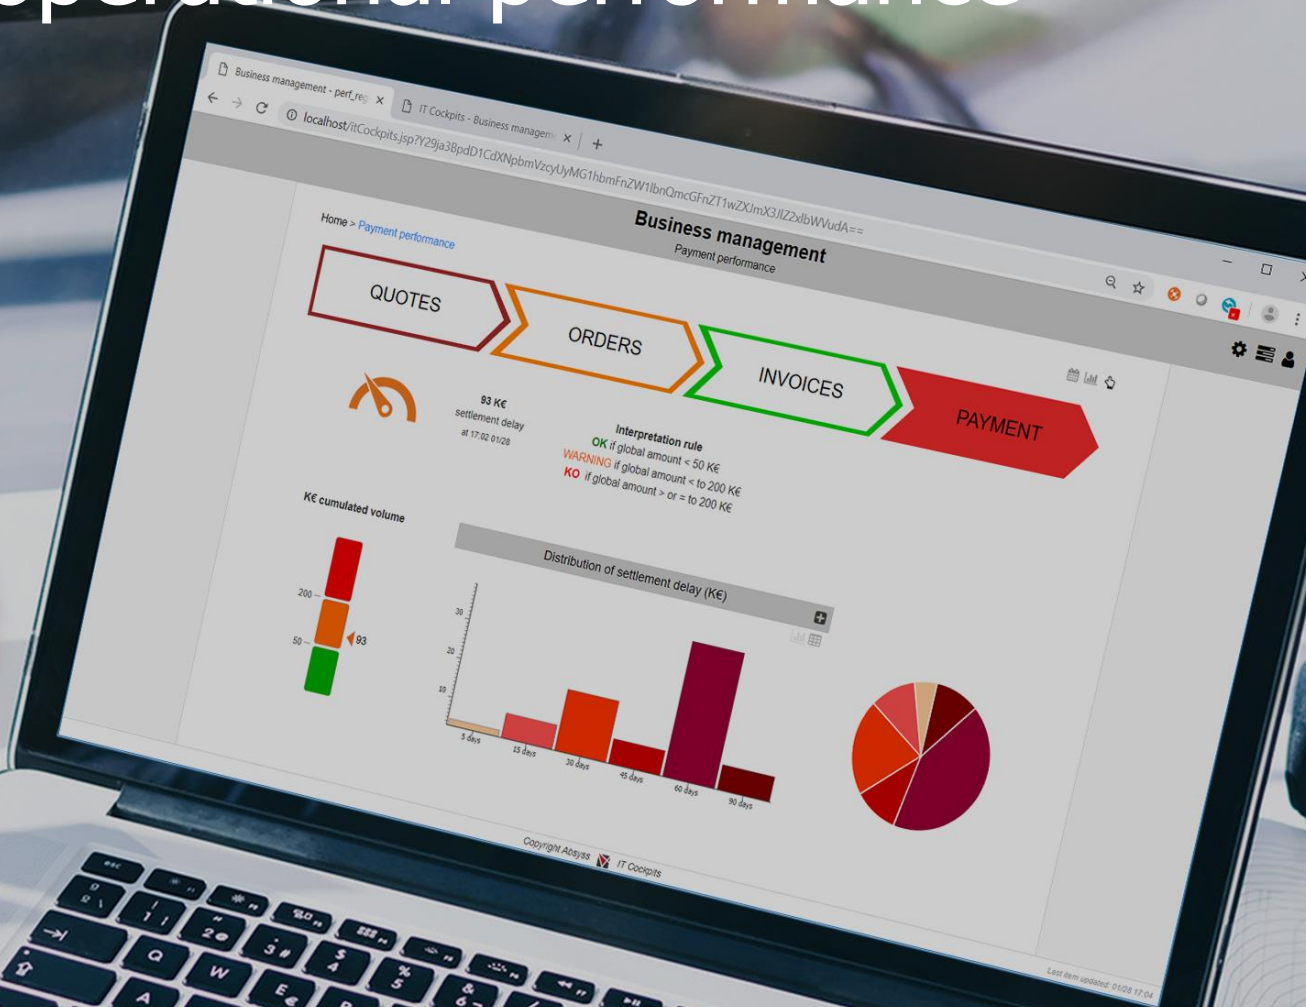 operational performance
Business management - perf_reg
IT Cockpits - Business managem
localhost/itCockpits.jsp?
Business management
Payment performance
Home > Payment performance
QUOTES
ORDERS
INVOICES
PAYMENT
93 K€
settlement delay
at 17:02 01/28
Interpretation rule
OK if global amount < 50 K€
WARNING if global amount < to 200 K€
KO if global amount > or = to 200 K€
K€ cumulated volume
200
50
93
Distribution of settlement delay (K€)
30
20
10
5 days
15 days
30 days
45 days
60 days
90 days
Copyright Absyss IT Cockpits
Last item updated: 01/28 17:04
esc
Q
W
E
€
A